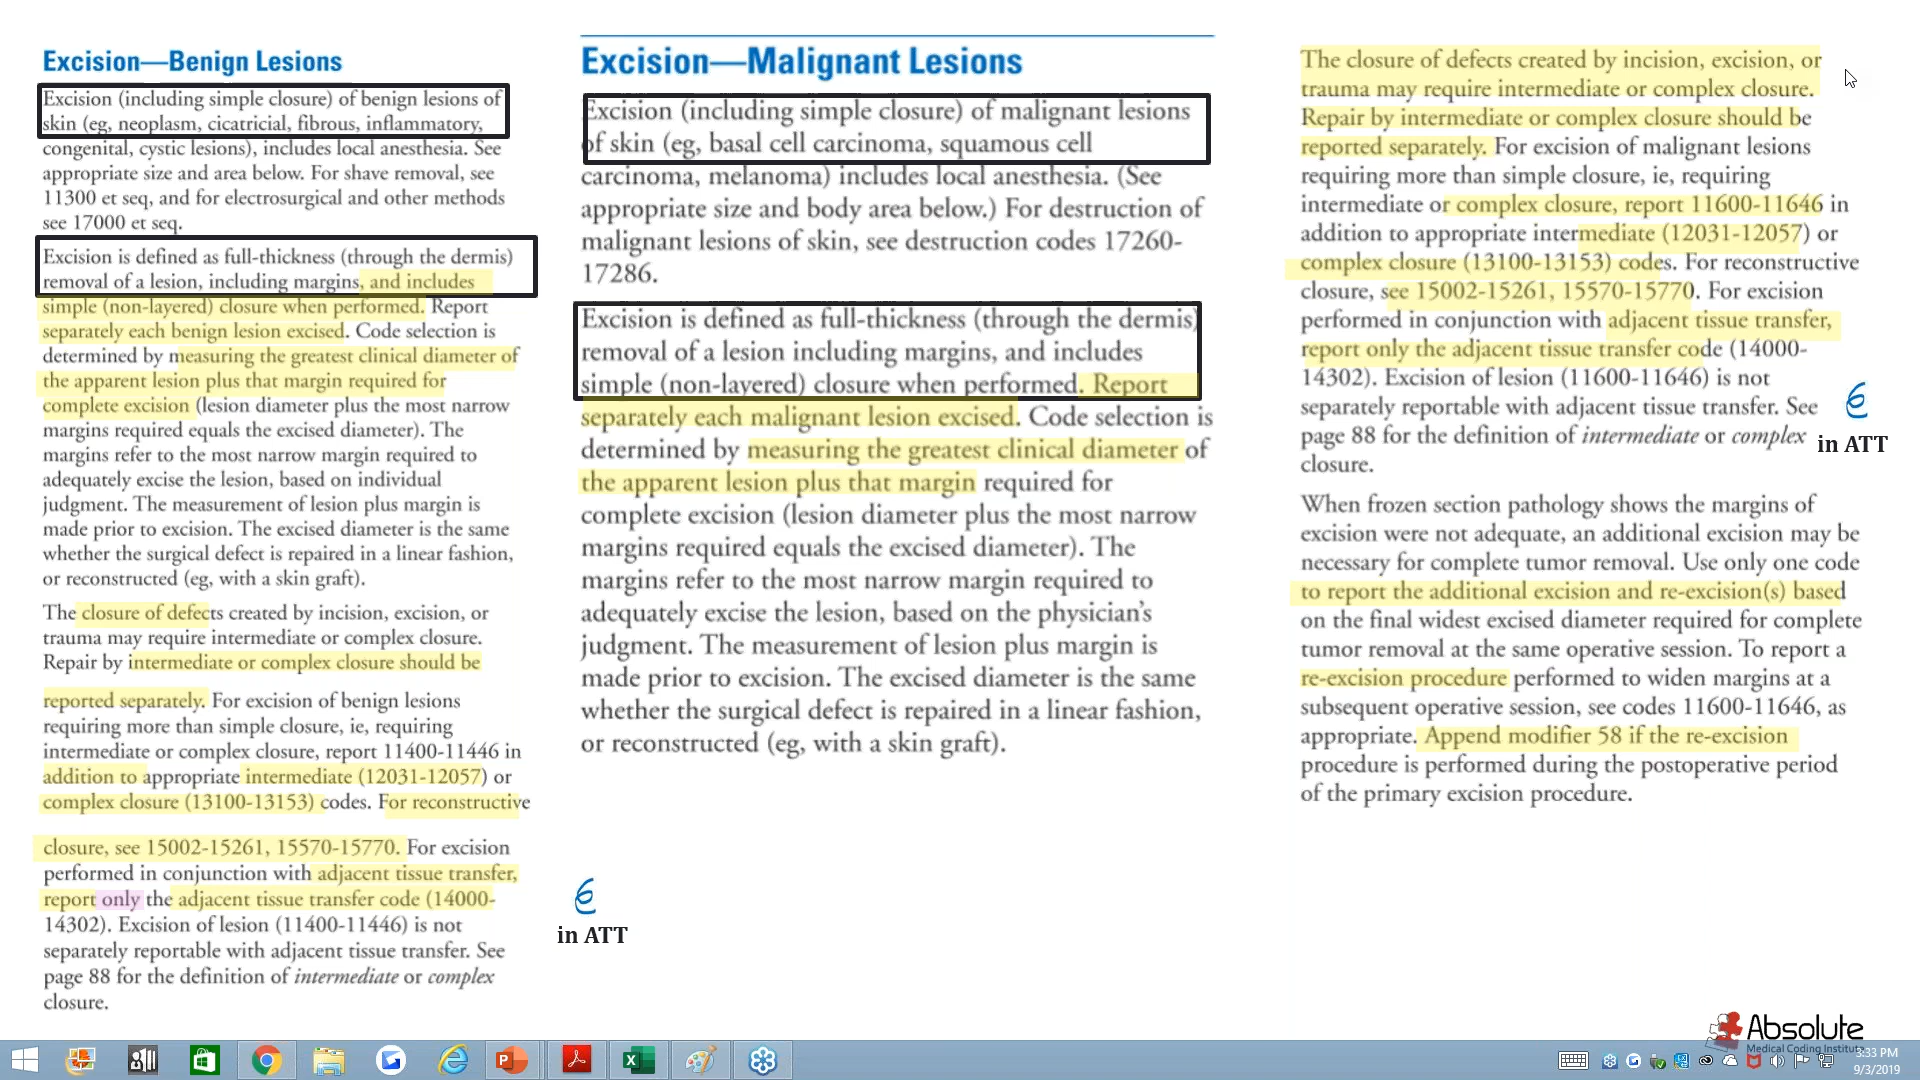 Excision—Benign Lesions
Excision (including simple closure) of benign lesions of
skin (eg, neoplasm, cicatricial, fibrous, inflammatory,
congenital, cystic lesions), includes local anesthesia. See
appropriate size and area below. For shave removal, see
11300 et seq, and for electrosurgical and other methods
see 17000 et seq.
Excision is defined as full-thickness (through the dermis)
removal of a lesion, including margins, and includes
simple (non-layered) closure when performed. Report
separately each benign lesion excised. Code selection is
determined by measuring the greatest clinical diameter of
the apparent lesion plus that margin required for
complete excision (lesion diameter plus the most narrow
margins required equals the excised diameter). The
margins refer to the most narrow margin required to
adequately excise the lesion, based on individual
judgment. The measurement of lesion plus margin is
made prior to excision. The excised diameter is the same
whether the surgical defect is repaired in a linear fashion,
or reconstructed (eg, with a skin graft).
The closure of defects created by incision, excision, or
trauma may require intermediate or complex closure.
Repair by intermediate or complex closure should be
reported separately. For excision of benign lesions
requiring more than simple closure, ie, requiring
intermediate or complex closure, report 11400-11446 in
addition to appropriate intermediate (12031-12057) or
complex closure (13100-13153) codes. For reconstructive
closure, see 15002-15261, 15570-15770. For excision
performed in conjunction with adjacent tissue transfer,
report only the adjacent tissue transfer code (14000-
14302). Excision of lesion (11400-11446) is not
separately reportable with adjacent tissue transfer. See
page 88 for the definition of intermediate or complex
closure.
Excision—Malignant Lesions
Excision (including simple closure) of malignant lesions
of skin (eg, basal cell carcinoma, squamous cell
carcinoma, melanoma) includes local anesthesia. (See
appropriate size and body area below.) For destruction of
malignant lesions of skin, see destruction codes 17260-
17286.
Excision is defined as full-thickness (through the dermis)
removal of a lesion including margins, and includes
simple (non-layered) closure when performed. Report
separately each malignant lesion excised. Code selection is
determined by measuring the greatest clinical diameter of
the apparent lesion plus that margin required for
complete excision (lesion diameter plus the most narrow
margins required equals the excised diameter). The
margins refer to the most narrow margin required to
adequately excise the lesion, based on the physician's
judgment. The measurement of lesion plus margin is
made prior to excision. The excised diameter is the same
whether the surgical defect is repaired in a linear fashion,
or reconstructed (eg, with a skin graft).
in ATT
The closure of defects created by incision, excision, or
trauma may require intermediate or complex closure.
Repair by intermediate or complex closure should be
reported separately. For excision of malignant lesions
requiring more than simple closure, ie, requiring
intermediate or complex closure, report 11600-11646 in
addition to appropriate intermediate (12031-12057) or
complex closure (13100-13153) codes. For reconstructive
closure, see 15002-15261, 15570-15770. For excision
performed in conjunction with adjacent tissue transfer,
report only the adjacent tissue transfer code (14000-
14302). Excision of lesion (11600-11646) is not
separately reportable with adjacent tissue transfer. See
page 88 for the definition of intermediate or complex
closure.
in ATT
When frozen section pathology shows the margins of
excision were not adequate, an additional excision may be
necessary for complete tumor removal. Use only one code
to report the additional excision and re-excision(s) based
on the final widest excised diameter required for complete
tumor removal at the same operative session. To report a
re-excision procedure performed to widen margins at a
subsequent operative session, see codes 11600-11646, as
appropriate. Append modifier 58 if the re-excision
procedure is performed during the postoperative period
of the primary excision procedure.
Absolute
Medical Coding Institute
3:33 PM
9/3/2019